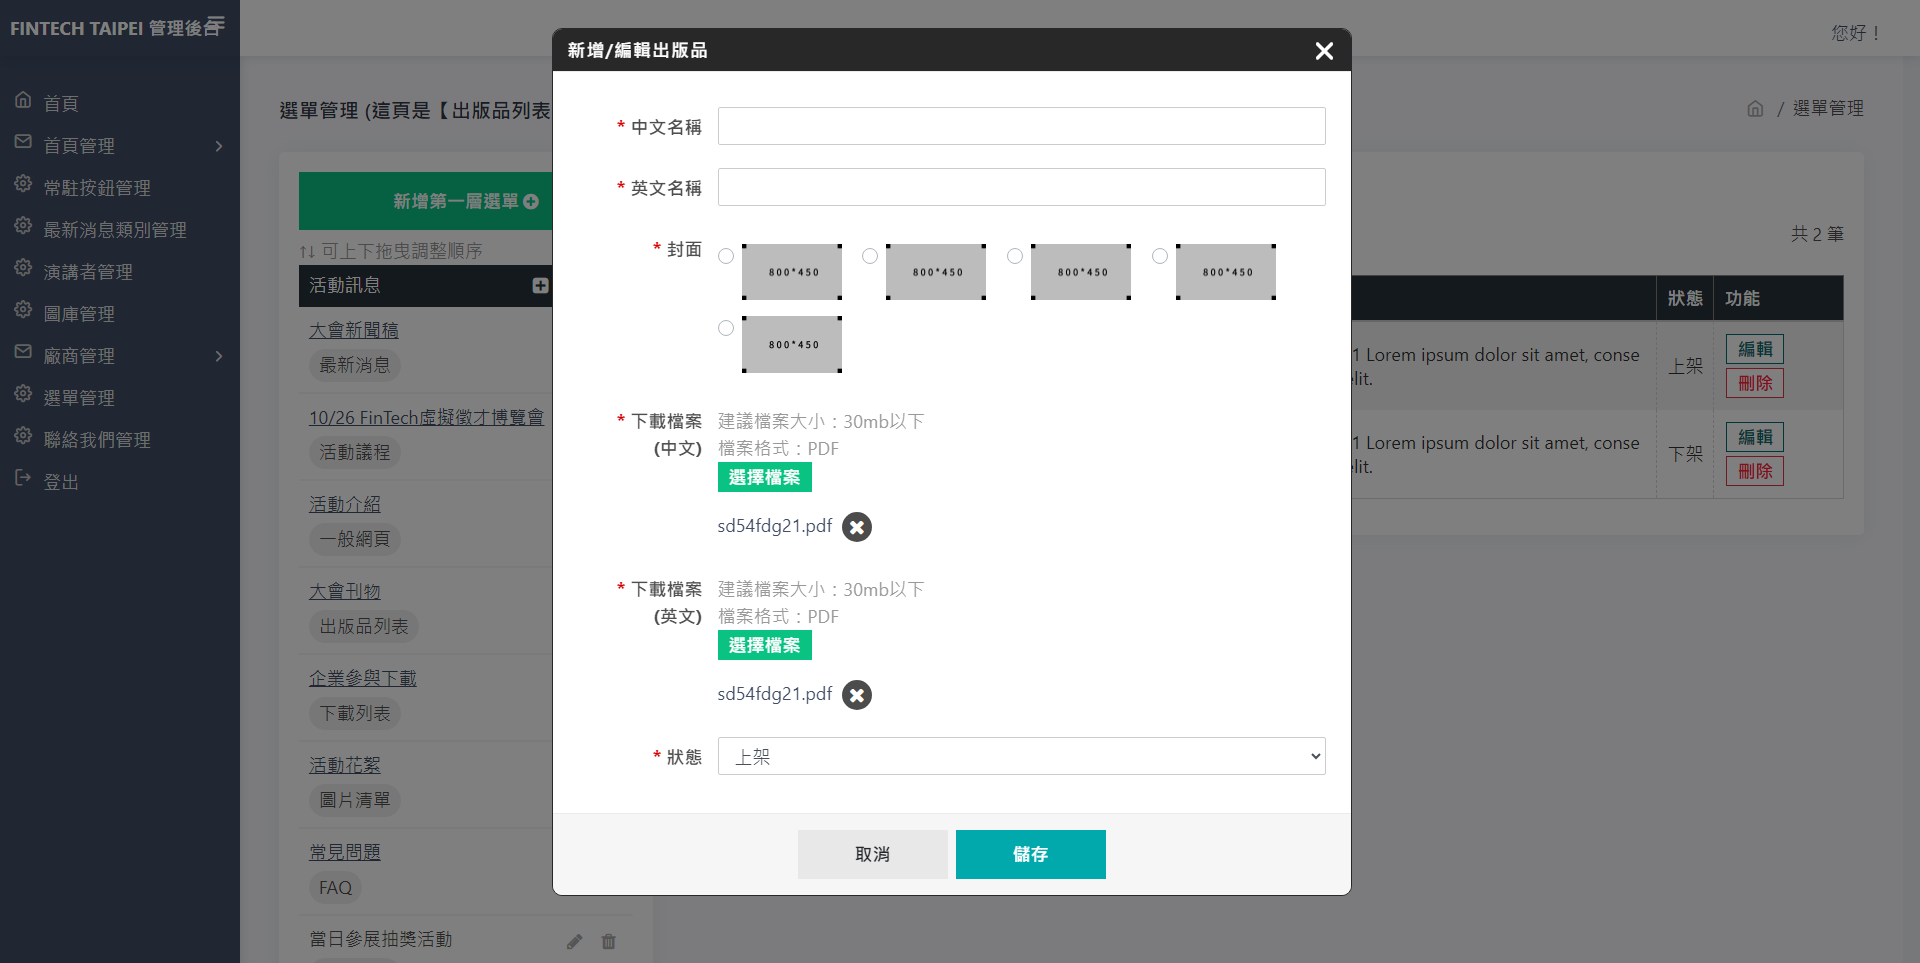 FINTECH TAIPEI 管理後台
您好！
首頁
首頁管理
常駐按鈕管理
最新消息類別管理
演講者管理
圖庫管理
廠商管理
選單管理
聯絡我們管理
登出
選單管理 (這頁是【出版品列表
/ 選單管理
新增第一層選單
↑↓ 可上下拖曳調整順序
活動訊息
大會新聞稿
最新消息
10/26 FinTech虛擬徵才博覽會
活動議程
活動介紹
一般網頁
大會刊物
出版品列表
企業參與下載
下載列表
活動花絮
圖片清單
常見問題
FAQ
當日參展抽獎活動
新增/編輯出版品
* 中文名稱
* 英文名稱
* 封面
800*450
800*450
800*450
800*450
800*450
* 下載檔案
(中文)
建議檔案大小：30mb以下
檔案格式：PDF
選擇檔案
sd54fdg21.pdf
* 下載檔案
(英文)
建議檔案大小：30mb以下
檔案格式：PDF
選擇檔案
sd54fdg21.pdf
* 狀態
上架
取消
儲存
共 2 筆
狀態 功能
1 Lorem ipsum dolor sit amet, conse
elit.
上架
編輯
刪除
1 Lorem ipsum dolor sit amet, conse
elit.
下架
編輯
刪除